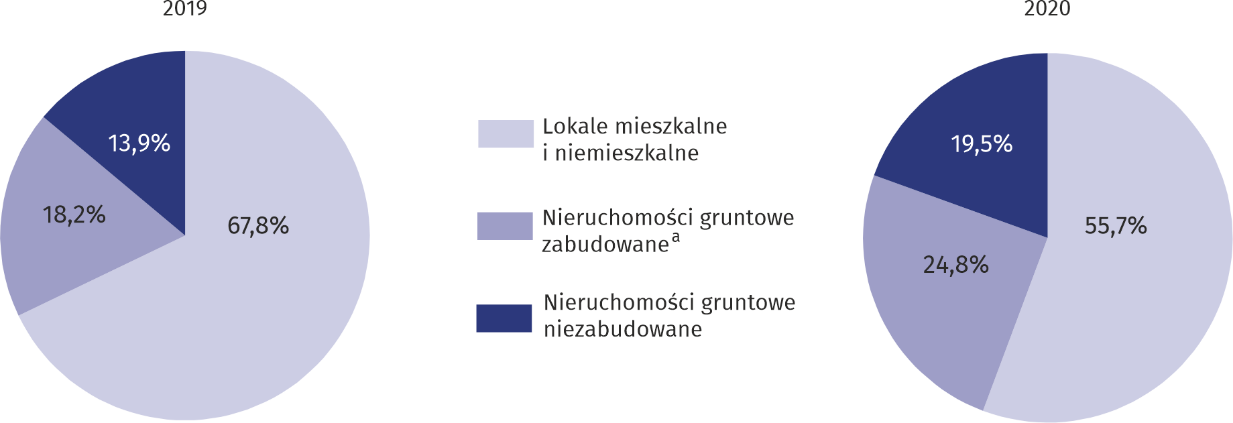 2019
13,9%
18,2%
67,8%
Lokale mieszkalne
i niemieszkalne
Nieruchomości gruntowe
zabudowaneᵃ
Nieruchomości gruntowe
niezabudowane
2020
19,5%
55,7%
24,8%